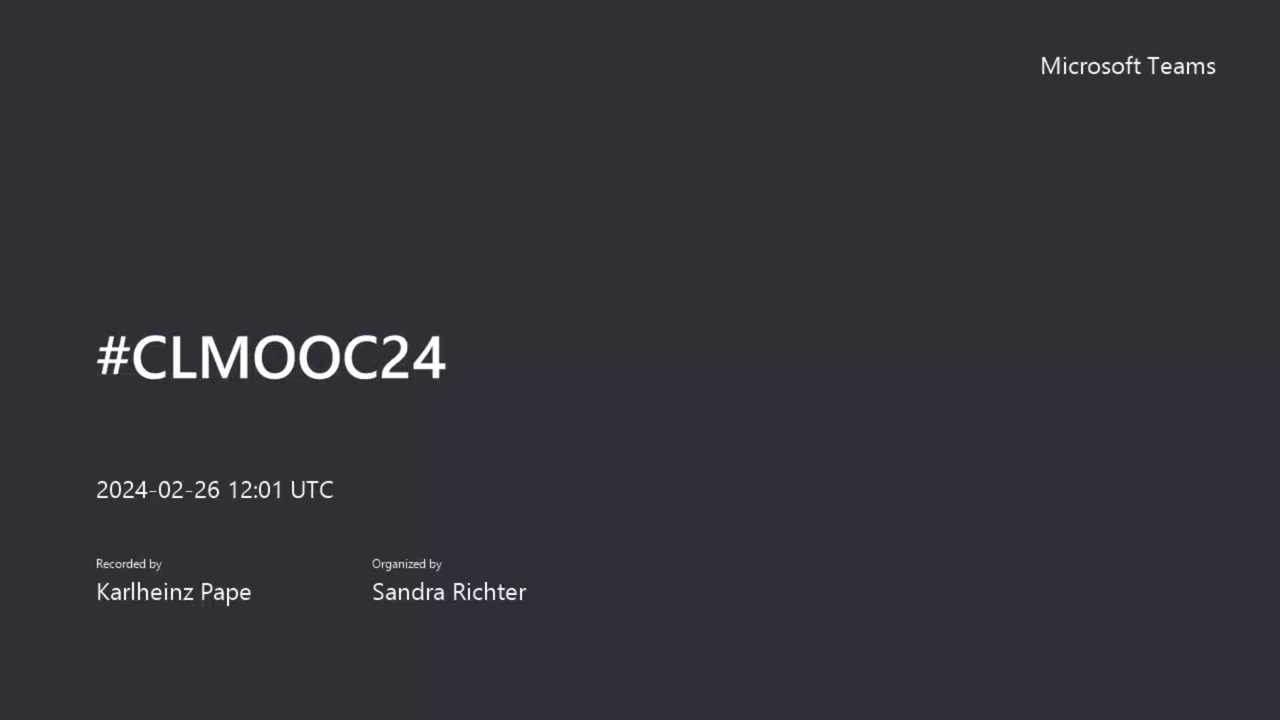 Microsoft Teams
#CLMOOC24
2024-02-26 12:01 UTC
Recorded by
Karlheinz Pape
Organized by
Sandra Richter